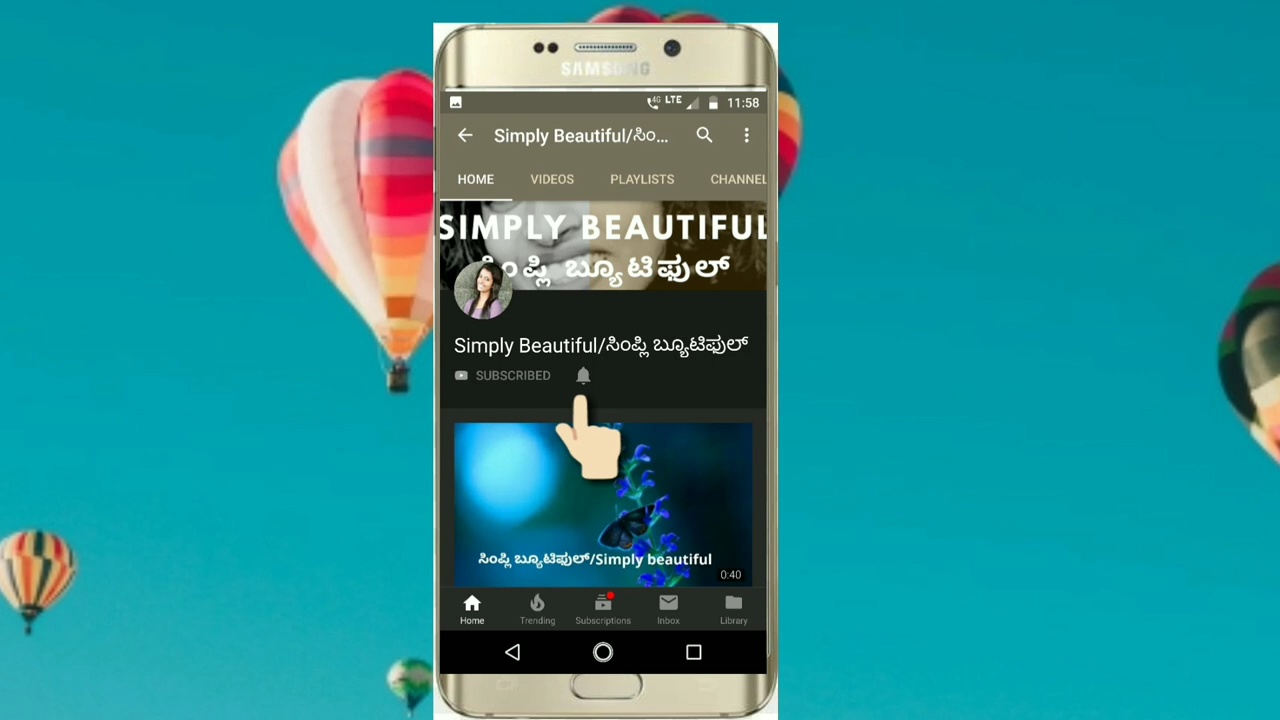 SAMSUNG
4G LTE 11:58
Simply Beautiful/ಸಿಂ...
HOME VIDEOS PLAYLISTS CHANNEL
SIMPLY BEAUTIFUL
ಸಿಂಪ್ಲಿ ಬ್ಯೂಟಿಫುಲ್
Simply Beautiful/ಸಿಂಪ್ಲಿ ಬ್ಯೂಟಿಫುಲ್
SUBSCRIBED
ಸಿಂಪ್ಲಿ ಬ್ಯೂಟಿಫುಲ್/Simply beautiful
0:40
Home Trending Subscriptions Inbox Library